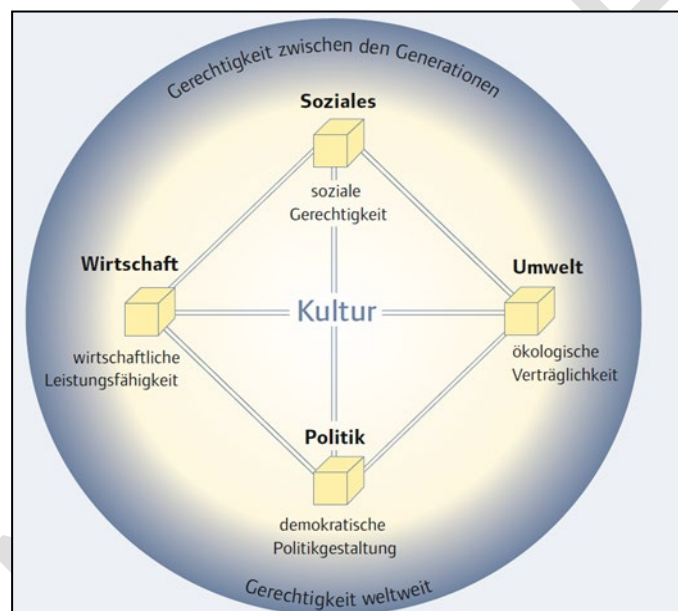 Gerechtigkeit zwischen den Generationen
Soziales
soziale
Gerechtigkeit
Wirtschaft
wirtschaftliche
Leistungsfähigkeit
Kultur
Umwelt
ökologische
Verträglichkeit
Politik
demokratische
Politikgestaltung
Gerechtigkeit weltweit